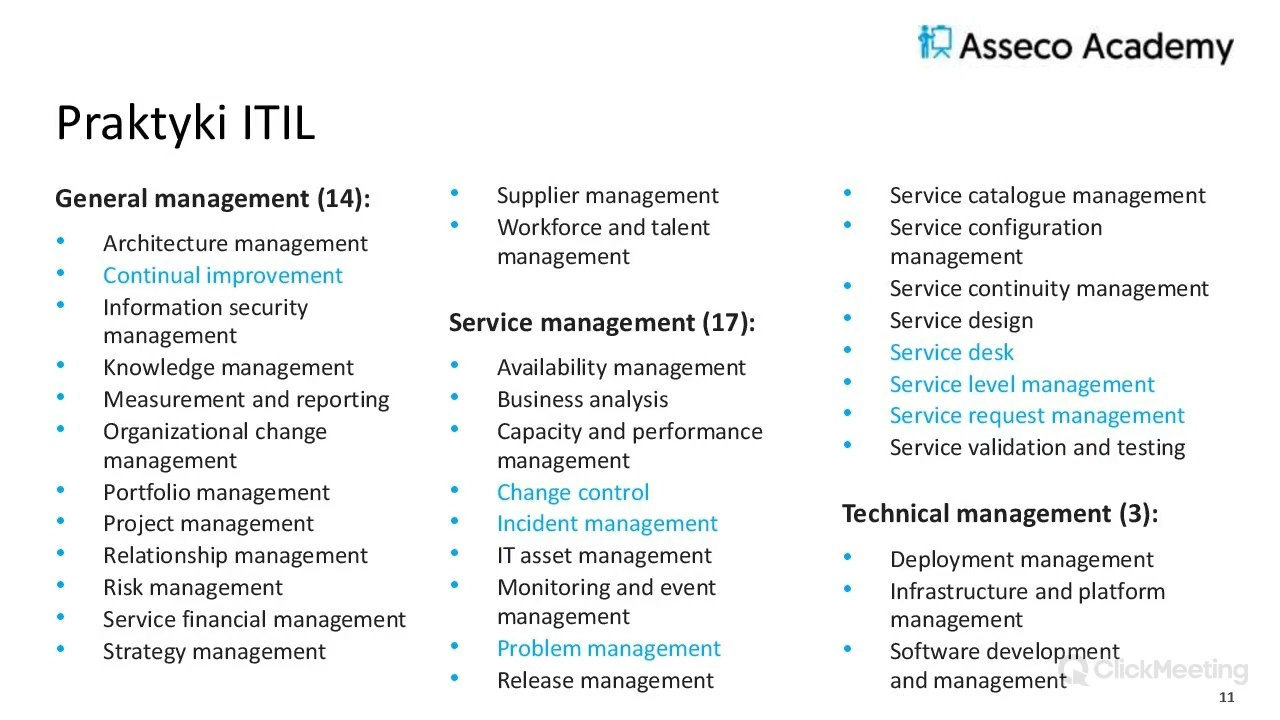 Asseco Academy
Praktyki ITIL
General management (14):
• Architecture management
• Continual improvement
• Information security
management
• Knowledge management
• Measurement and reporting
• Organizational change
management
• Portfolio management
• Project management
• Relationship management
• Risk management
• Service financial management
• Strategy management
• Supplier management
• Workforce and talent
management
Service management (17):
• Availability management
• Business analysis
• Capacity and performance
management
• Change control
• Incident management
• IT asset management
• Monitoring and event
management
• Problem management
• Release management
• Service catalogue management
• Service configuration
management
• Service continuity management
• Service design
• Service desk
• Service level management
• Service request management
• Service validation and testing
Technical management (3):
• Deployment management
• Infrastructure and platform
management
• Software development
and management
ClickMeeting
11